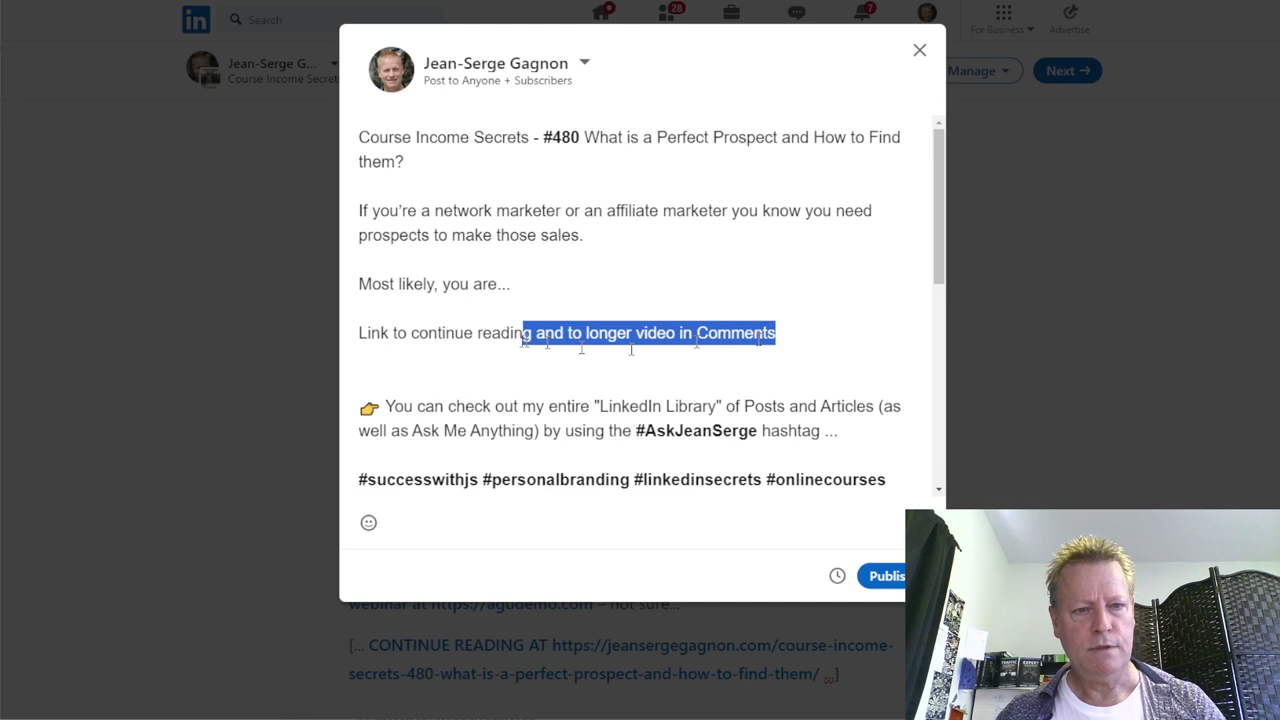 in
Search
28
7
For Business
Advertise
Jean-Serge G...
Course Income Secrets
Manage
Next →
Jean-Serge Gagnon
Post to Anyone + Subscribers
Course Income Secrets - #480 What is a Perfect Prospect and How to Find
them?
If you're a network marketer or an affiliate marketer you know you need
prospects to make those sales.
Most likely, you are...
Link to continue reading and to longer video in Comments
👉 You can check out my entire "LinkedIn Library" of Posts and Articles (as
well as Ask Me Anything) by using the #AskJeanSerge hashtag ...
#successwithjs #personalbranding #linkedinsecrets #onlinecourses
Publis
webinar at https://agudemo.com – not sure...
[... CONTINUE READING AT https://jeansergegagnon.com/course-income-
secrets-480-what-is-a-perfect-prospect-and-how-to-find-them/ ...]
TRAFFIC
EXPERT